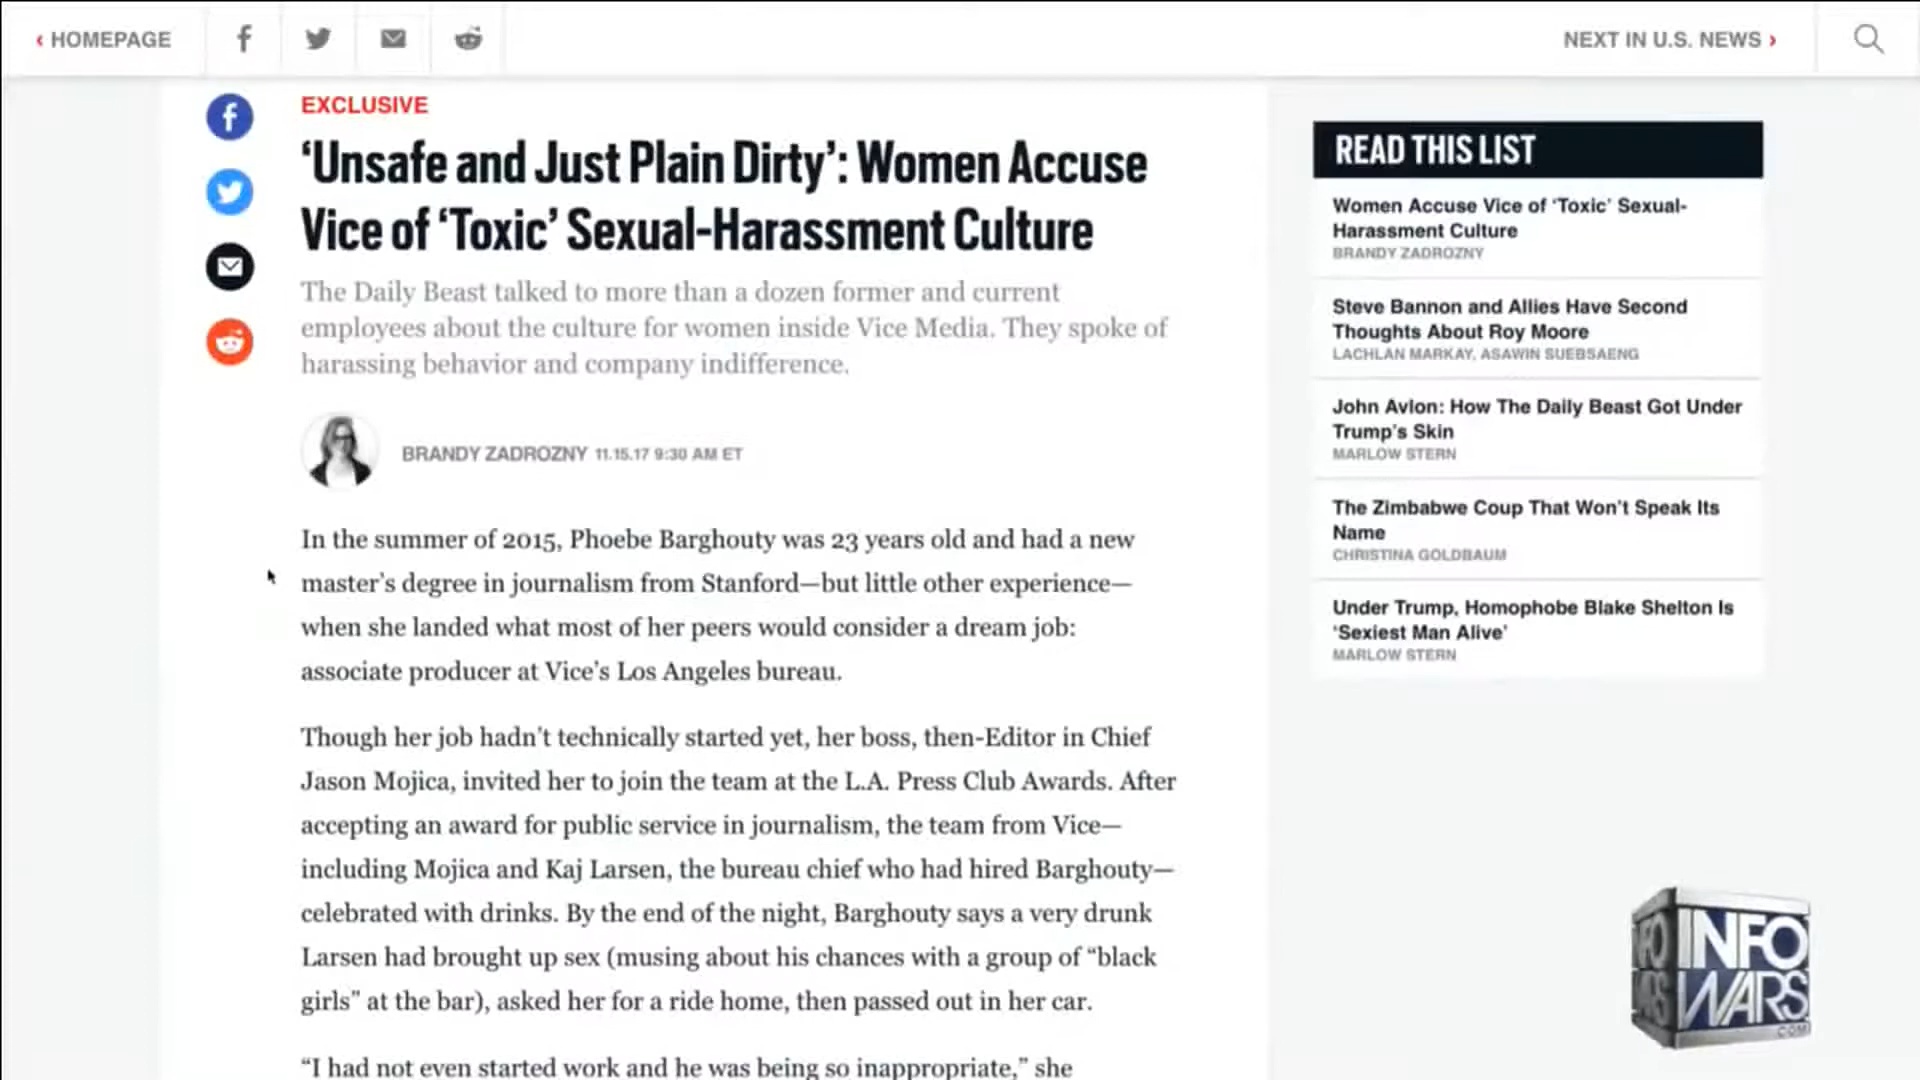 ‹ HOMEPAGE
NEXT IN U.S. NEWS ›
EXCLUSIVE
‘Unsafe and Just Plain Dirty’: Women Accuse
Vice of ‘Toxic’ Sexual-Harassment Culture
The Daily Beast talked to more than a dozen former and current
employees about the culture for women inside Vice Media. They spoke of
harassing behavior and company indifference.
BRANDY ZADROZNY 11.15.17 9:30 AM ET
In the summer of 2015, Phoebe Barghouty was 23 years old and had a new
master’s degree in journalism from Stanford—but little other experience—
when she landed what most of her peers would consider a dream job:
associate producer at Vice’s Los Angeles bureau.
Though her job hadn’t technically started yet, her boss, then-Editor in Chief
Jason Mojica, invited her to join the team at the L.A. Press Club Awards. After
accepting an award for public service in journalism, the team from Vice—
including Mojica and Kaj Larsen, the bureau chief who had hired Barghouty—
celebrated with drinks. By the end of the night, Barghouty says a very drunk
Larsen had brought up sex (musing about his chances with a group of “black
girls” at the bar), asked her for a ride home, then passed out in her car.
“I had not even started work and he was being so inappropriate,” she
READ THIS LIST
Women Accuse Vice of ‘Toxic’ Sexual-
Harassment Culture
BRANDY ZADROZNY
Steve Bannon and Allies Have Second
Thoughts About Roy Moore
LACHLAN MARKAY, ASAWIN SUEBSAENG
John Avlon: How The Daily Beast Got Under
Trump’s Skin
MARLOW STERN
The Zimbabwe Coup That Won’t Speak Its
Name
CHRISTINA GOLDBAUM
Under Trump, Homophobe Blake Shelton Is
‘Sexiest Man Alive’
MARLOW STERN
INFO
WARS
.COM